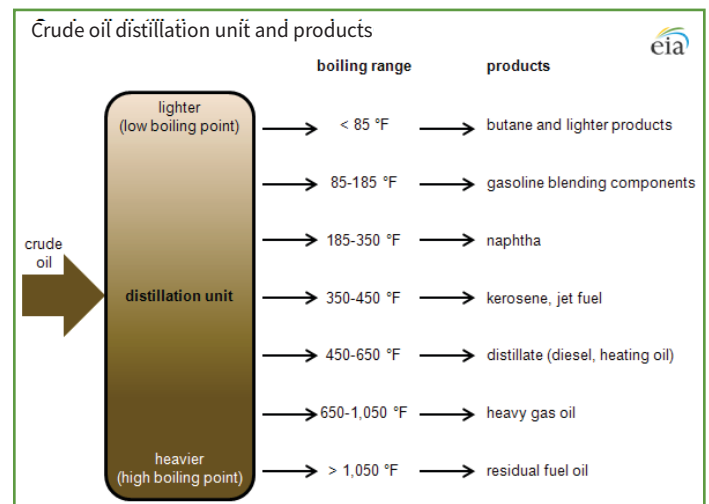 Crude oil distillation unit and products
eia
boiling range products
lighter
(low boiling point)
< 85 °F butane and lighter products
85-185 °F gasoline blending components
185-350 °F naphtha
crude
oil
distillation unit 350-450 °F kerosene, jet fuel
450-650 °F distillate (diesel, heating oil)
650-1,050 °F heavy gas oil
heavier
(high boiling point)
> 1,050 °F residual fuel oil